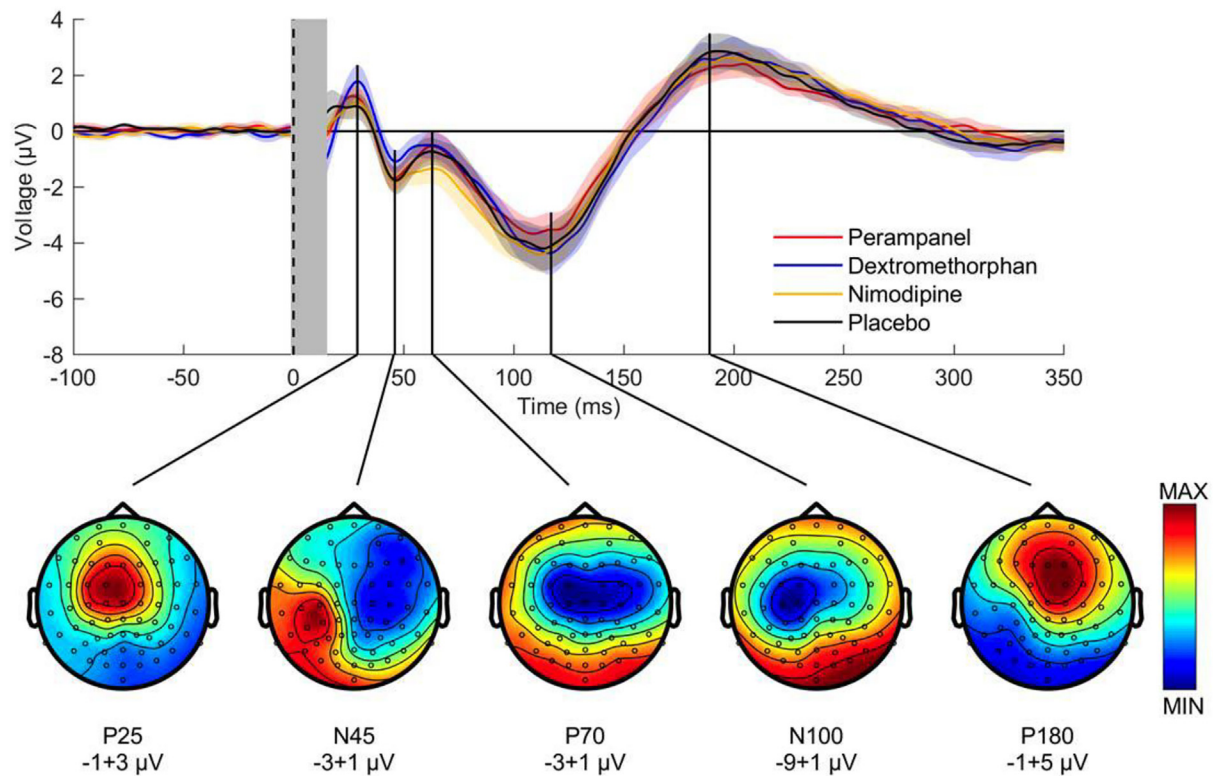 4
2
0
-2
-4
-6
-8
Voltage (µV)
-100 -50 0 50 100 150 200 250 300 350
Time (ms)
Perampanel
Dextromethorphan
Nimodipine
Placebo
MAX
MIN
P25 N45 P70 N100 P180
-1+3 µV -3+1 µV -3+1 µV -9+1 µV -1+5 µV